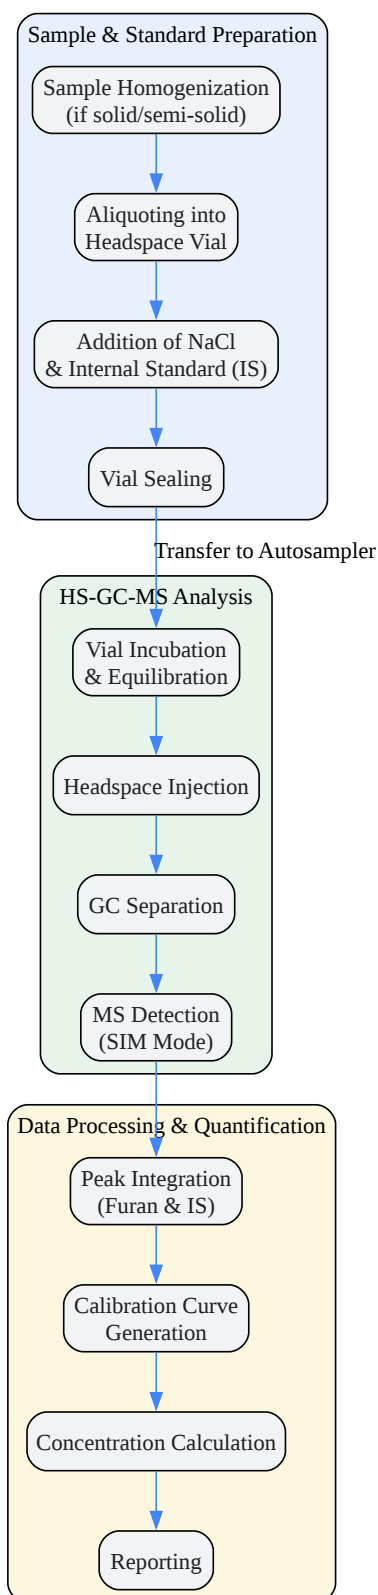 Sample & Standard Preparation
Sample Homogenization
(if solid/semi-solid)
Aliquoting into
Headspace Vial
Addition of NaCl
& Internal Standard (IS)
Vial Sealing
Transfer to Autosampler
HS-GC-MS Analysis
Vial Incubation
& Equilibration
Headspace Injection
GC Separation
MS Detection
(SIM Mode)
Data Processing & Quantification
Peak Integration
(Furan & IS)
Calibration Curve
Generation
Concentration Calculation
Reporting